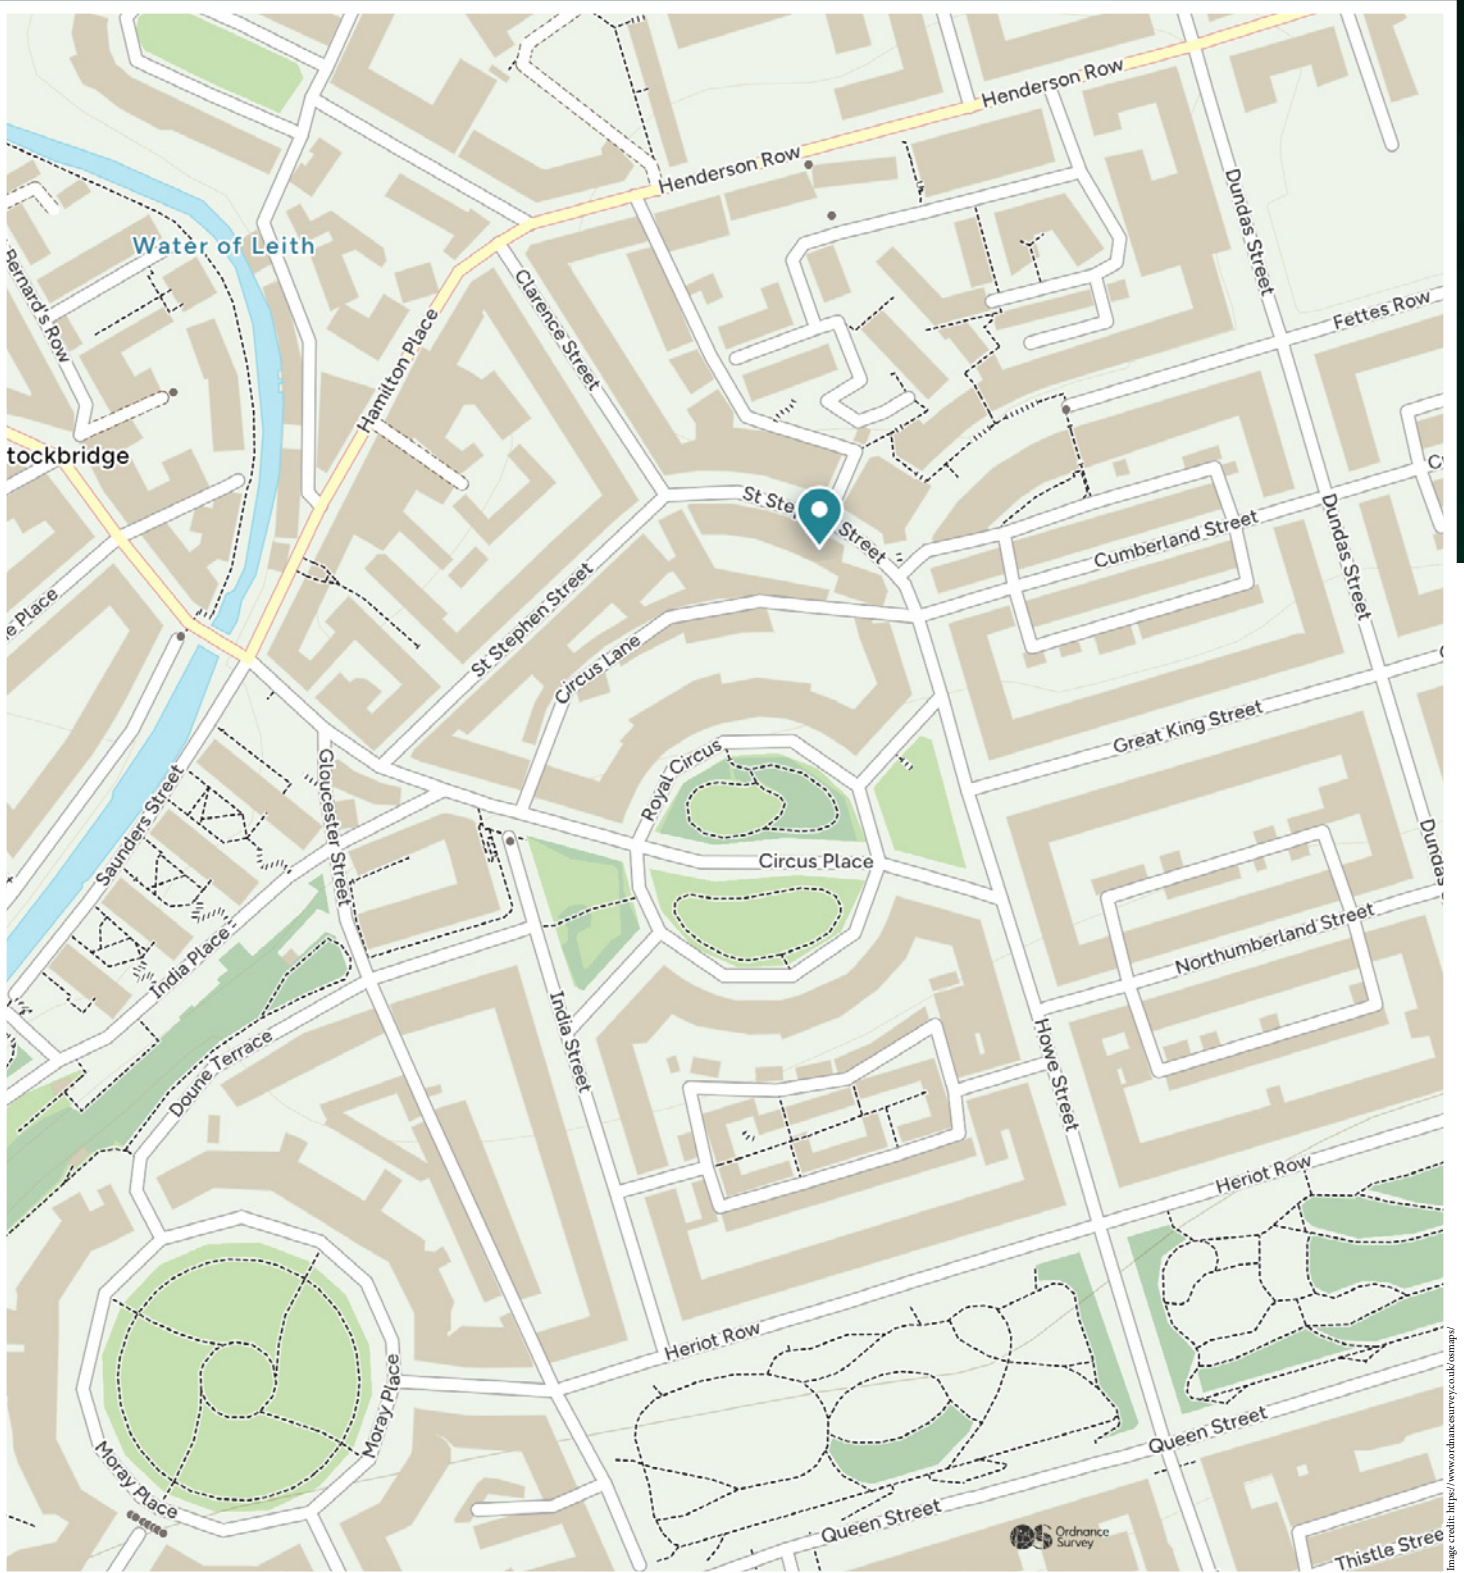 Henderson Row
Henderson Row
Dundas Street
Water of Leith
Bernard's Row
Clarence Street
Fettes Row
Hamilton Place
tockbridge
St Ste
Street
Dundas Street
Cumberland Street
e Place
St Stephen Street
Circus Lane
Great King Street
Royal Circus
Gloucester Street
Saunders Street
Circus Place
Dundas
India Place
Northumberland Street
India Street
Howe Street
Doune Terrace
Heriot Row
Heriot Row
Moray Place
Moray Place
Queen Street
Queen Street
Ordnance
Survey
Thistle Stree
Image credit: https://www.ordnancesurvey.co.uk/osmaps/